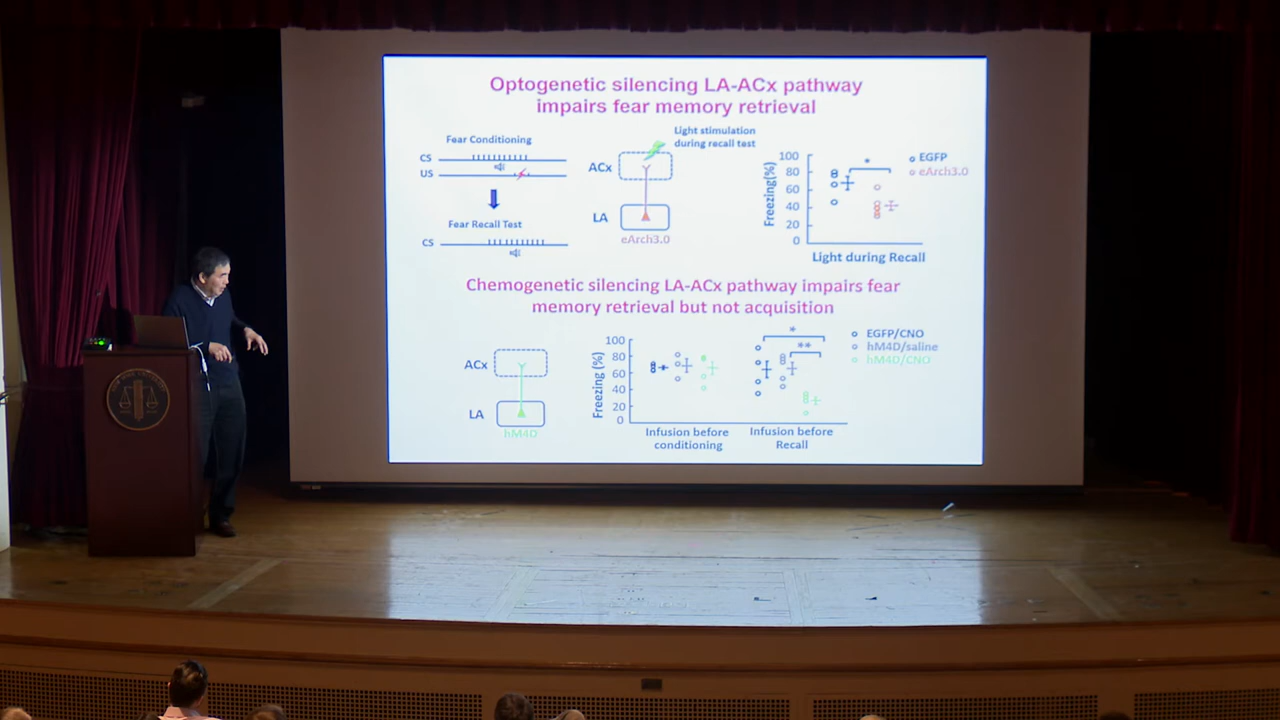 Optogenetic silencing LA-ACx pathway
impairs fear memory retrieval
Fear Conditioning
CS
US
Fear Recall Test
CS
Light stimulation
during recall test
ACx
LA
eArch3.0
Freezing(%)
100
80
60
40
20
0
*
EGFP
eArch3.0
Light during Recall
Chemogenetic silencing LA-ACx pathway impairs fear
memory retrieval but not acquisition
ACx
LA
hM4D
Freezing (%)
100
80
60
40
20
0
*
**
EGFP/CNO
hM4D/saline
hM4D/CNO
Infusion before
conditioning
Infusion before
Recall